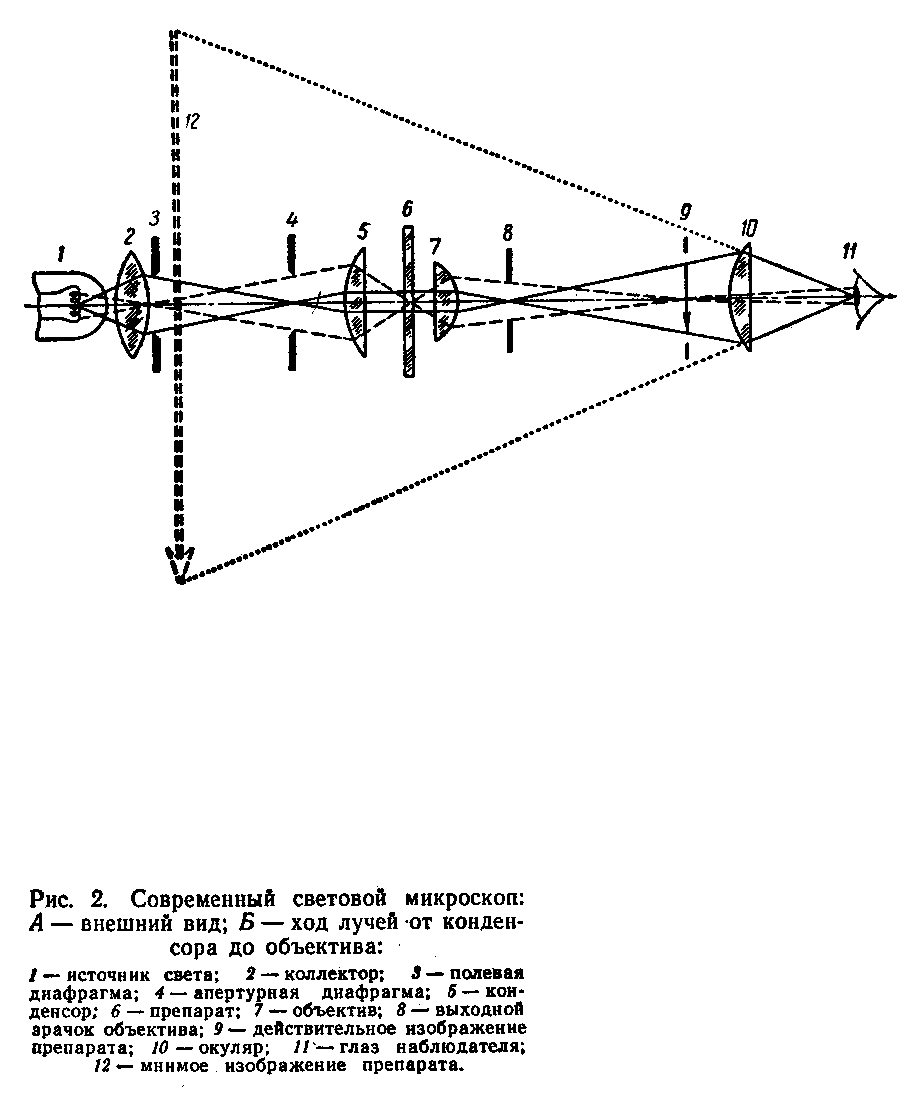 12
3
4
6
9
1
2
5
7
8
10
11
Рис. 2. Современный световой микроскоп:
А — внешний вид; Б — ход лучей от конден-
сора до объектива:
1 — источник света; 2 — коллектор; 3 — полевая
диафрагма; 4 — апертурная диафрагма; 5 — кон-
денсор; 6 — препарат; 7 — объектив; 8 — выходной
зрачок объектива; 9 — действительное изображение
препарата; 10 — окуляр; 11 — глаз наблюдателя;
12 — мнимое изображение препарата.